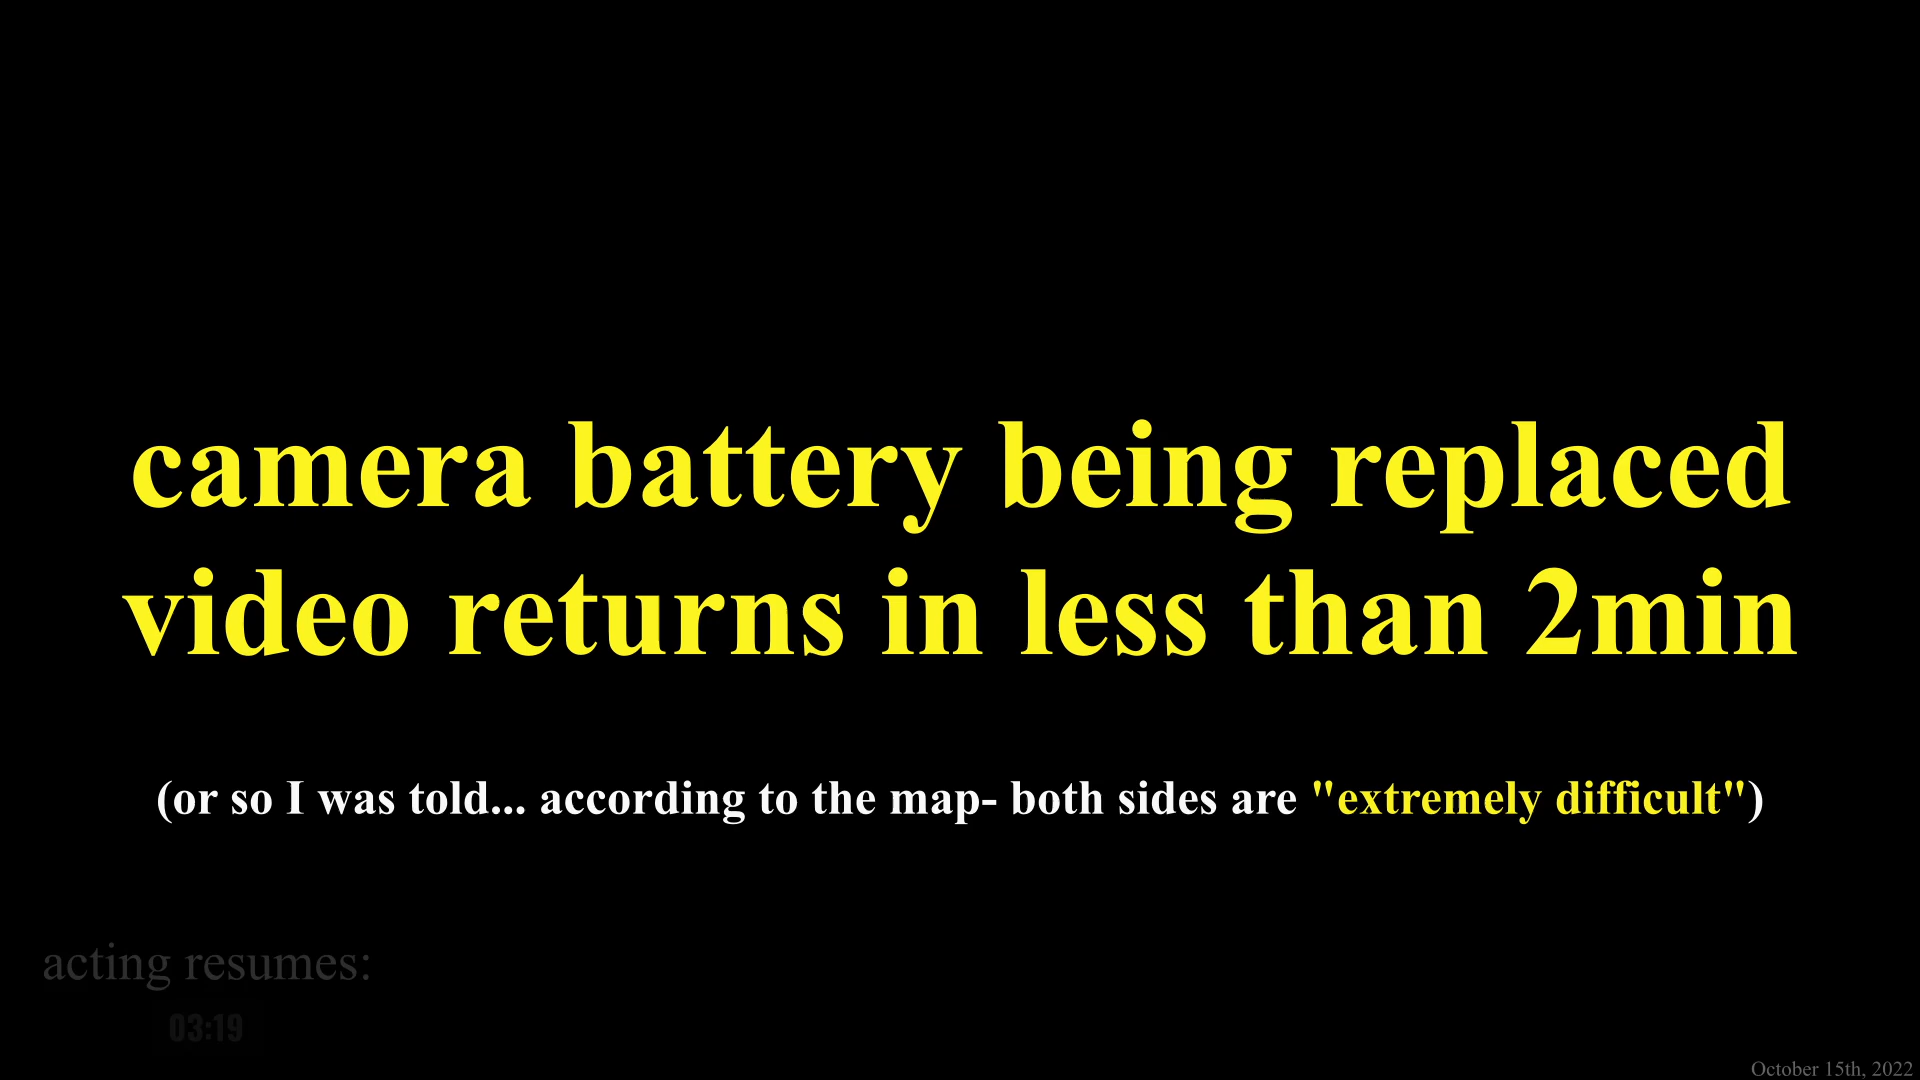 camera battery being replaced
video returns in less than 2min
(or so I was told... according to the map- both sides are "extremely difficult")
acting resumes:
03:19
October 15th, 2022